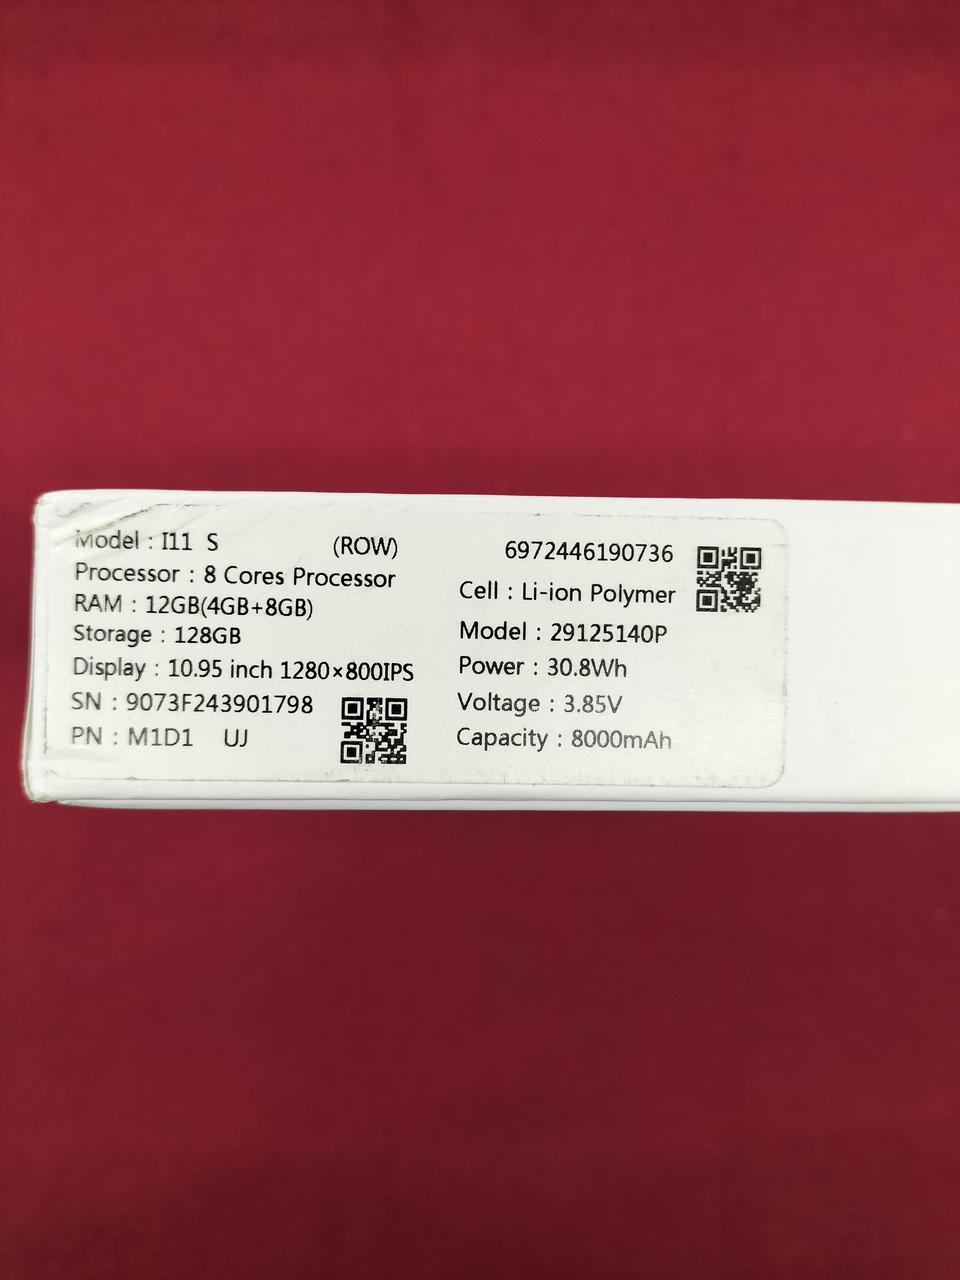 Model : I11 S (ROW)
Processor : 8 Cores Processor
RAM : 12GB(4GB+8GB)
Storage : 128GB
Display : 10.95 inch 1280×800IPS
SN : 9073F243901798
PN : M1D1 UJ
6972446190736
Cell : Li-ion Polymer
Model : 29125140P
Power : 30.8Wh
Voltage : 3.85V
Capacity : 8000mAh